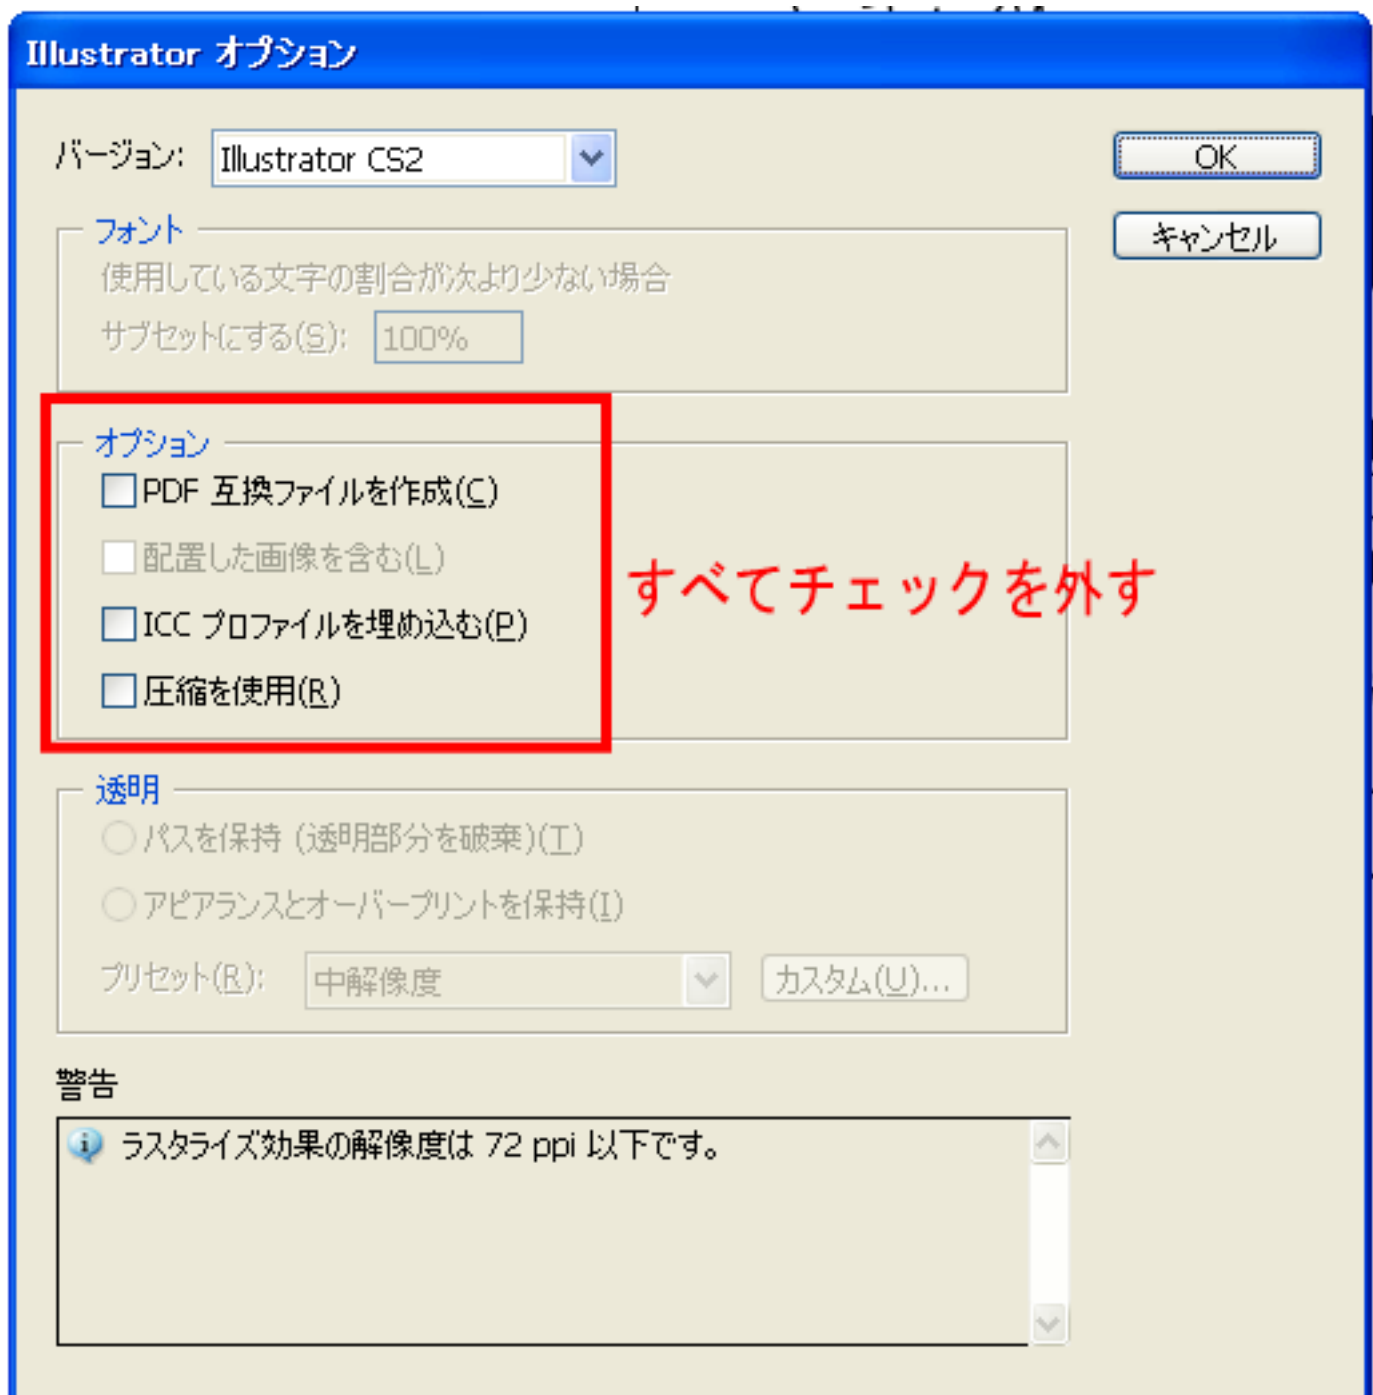 Illustrator オプション
バージョン: Illustrator CS2
OK
キャンセル
フォント
使用している文字の割合が次より少ない場合
サブセットにする(S): 100%
オプション
PDF 互換ファイルを作成(C)
配置した画像を含む(L)
ICC プロファイルを埋め込む(P)
圧縮を使用(R)
すべてチェックを外す
透明
パスを保持 (透明部分を破棄)(T)
アピアランスとオーバープリントを保持(I)
プリセット(R): 中解像度 カスタム(U)...
警告
ラスタライズ効果の解像度は 72 ppi 以下です。